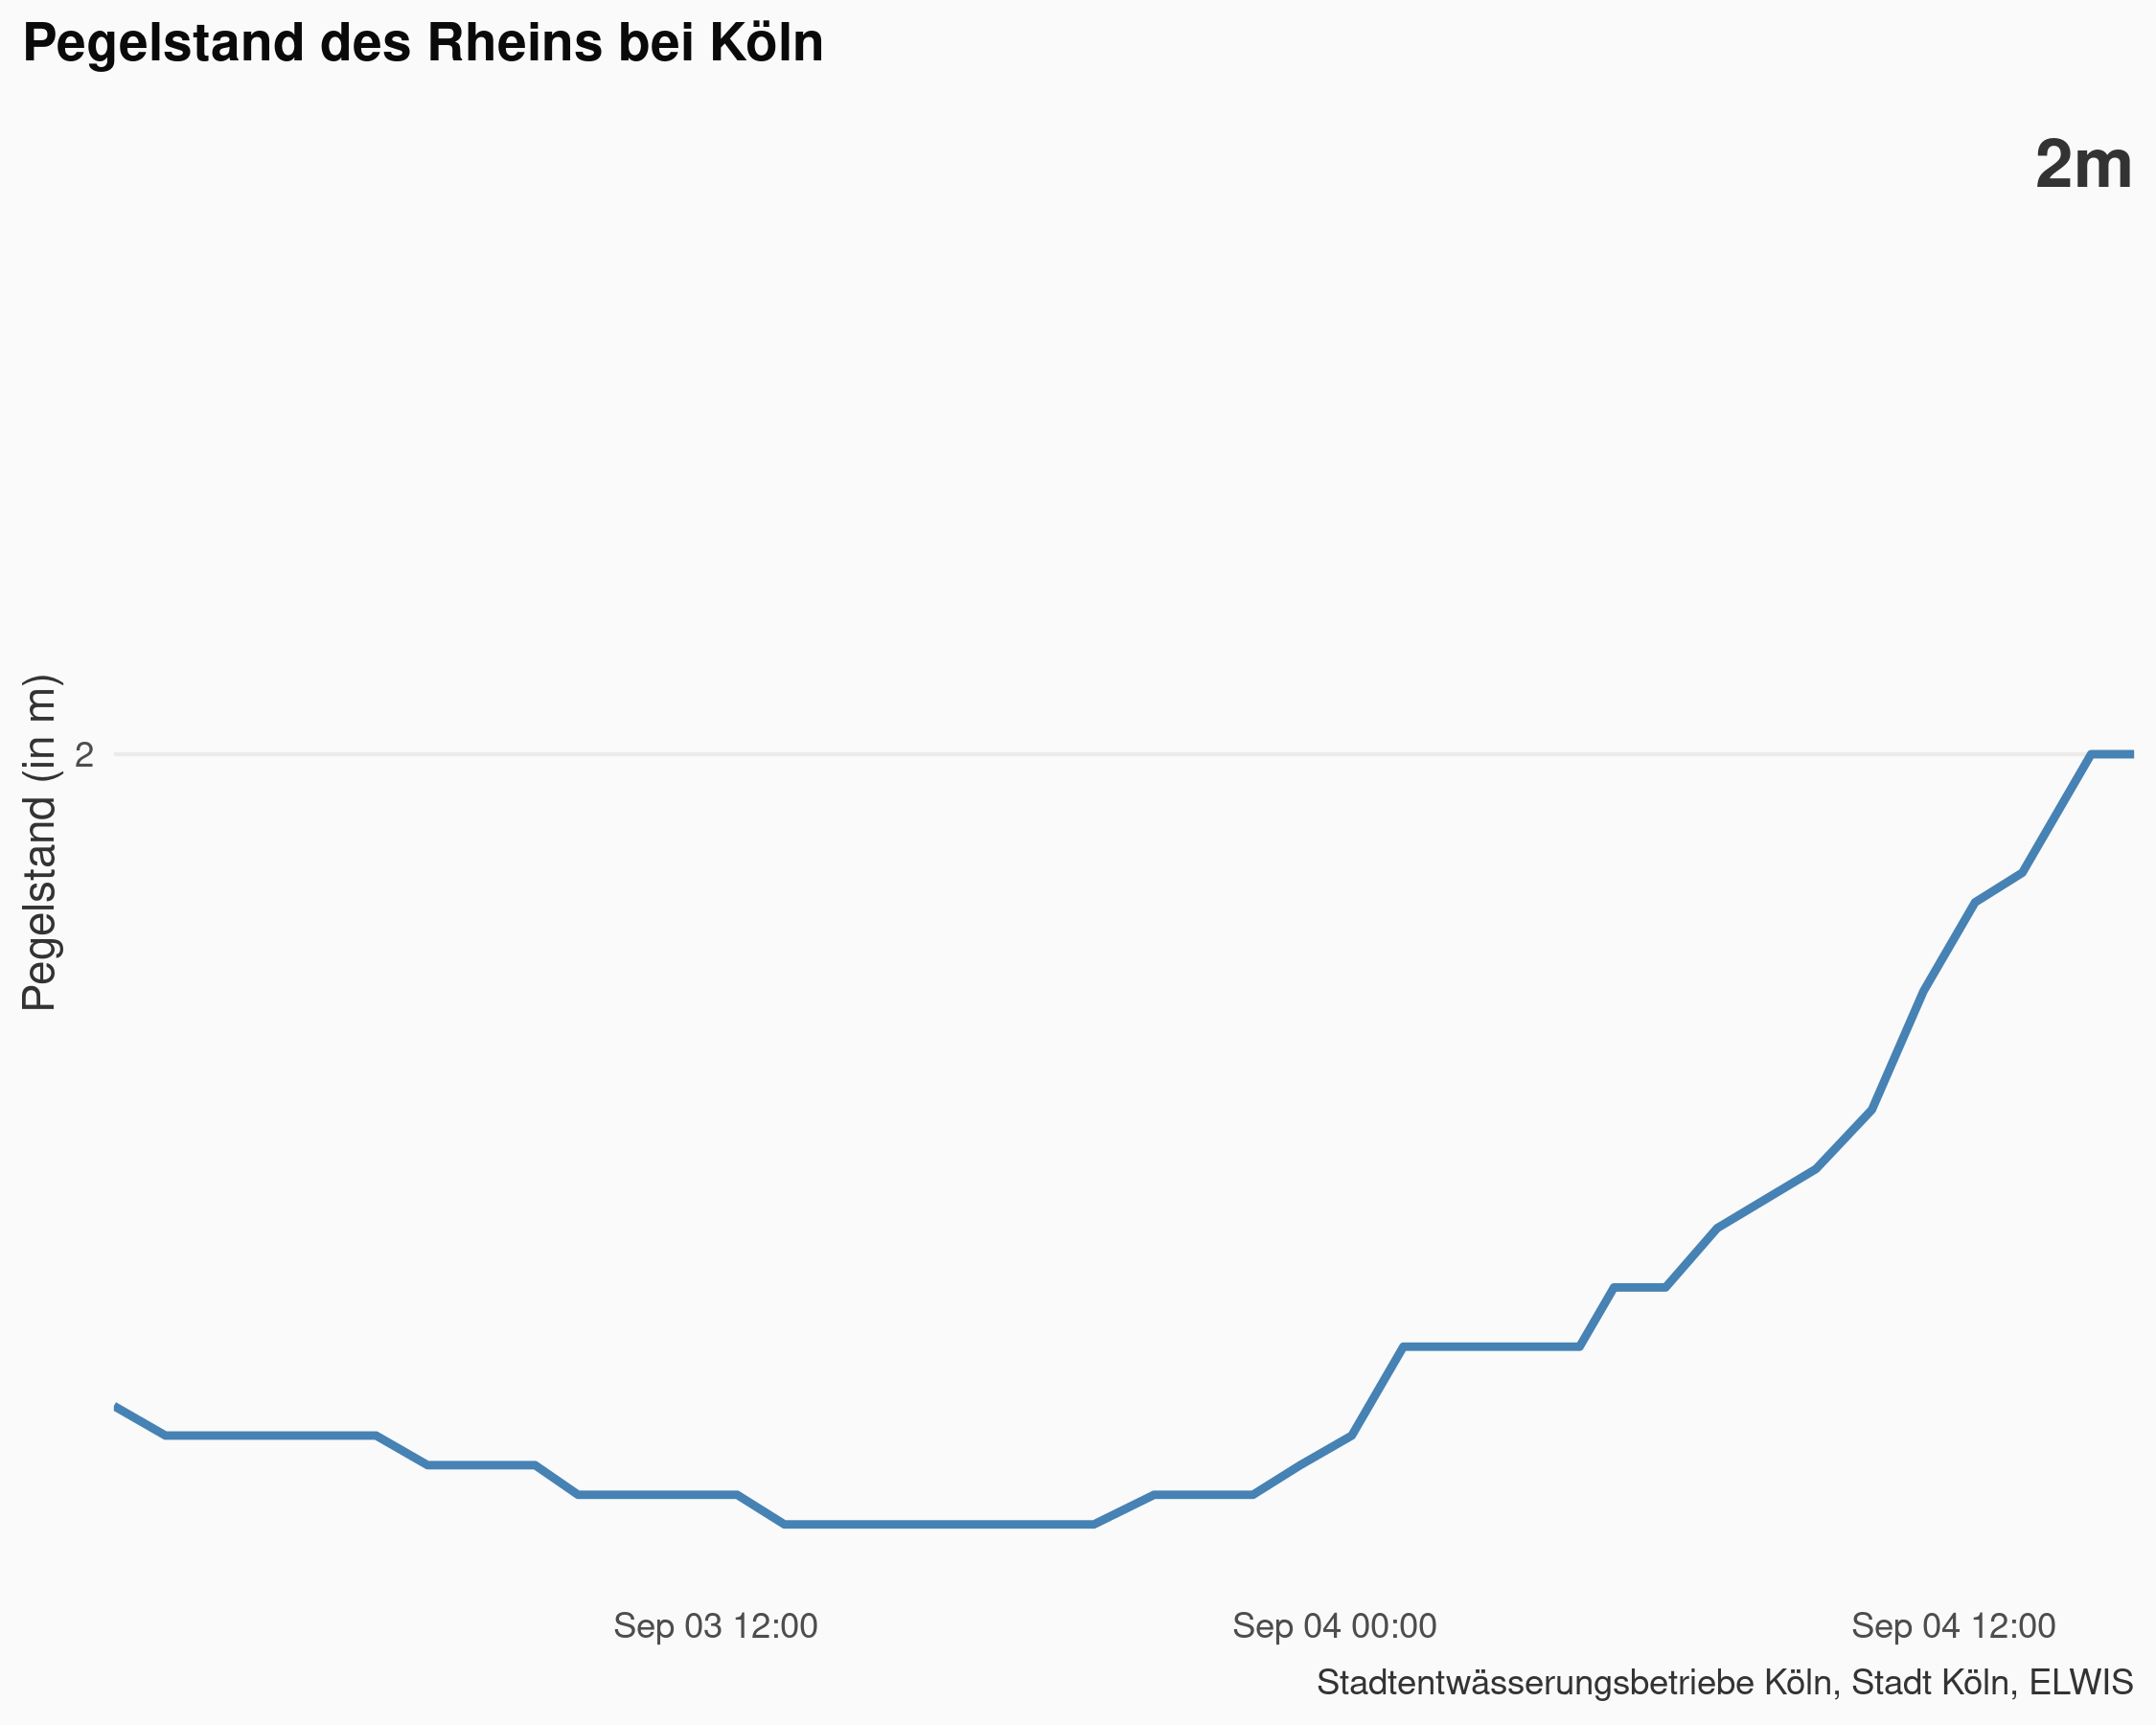 Pegelstand des Rheins bei Köln
2m
Pegelstand (in m)
2
Sep 03 12:00
Sep 04 00:00
Sep 04 12:00
Stadtentwässerungsbetriebe Köln, Stadt Köln, ELWIS